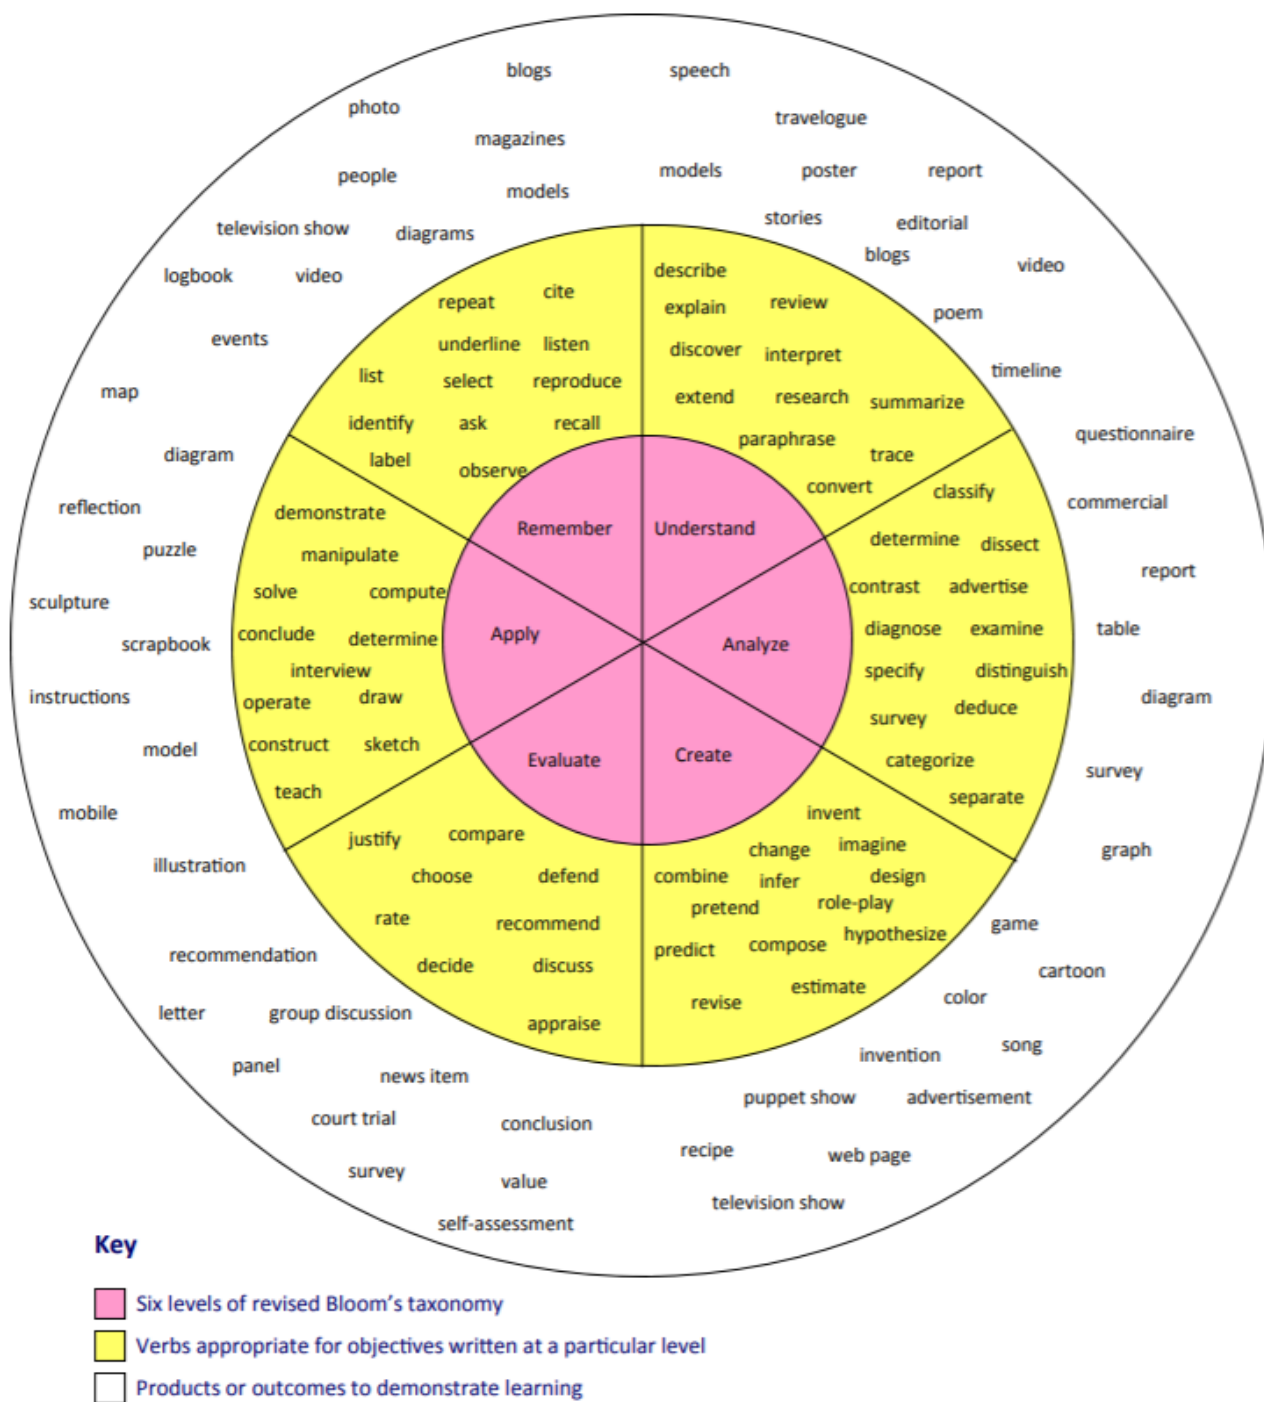 blogs
speech
photo
travelogue
magazines
people
models
models
poster
report
television show
diagrams
stories
editorial
blogs
logbook
video
video
events
poem
map
timeline
diagram
questionnaire
reflection
commercial
puzzle
report
sculpture
scrapbook
table
instructions
diagram
model
survey
mobile
graph
illustration
game
recommendation
cartoon
letter
group discussion
color
song
panel
news item
invention
court trial
conclusion
puppet show
advertisement
survey
value
recipe
web page
self-assessment
television show
repeat
cite
underline
listen
list
select
reproduce
identify
ask
recall
label
observe
describe
explain
review
discover
interpret
extend
research
summarize
paraphrase
trace
convert
classify
determine
dissect
contrast
advertise
diagnose
examine
specify
distinguish
survey
deduce
categorize
separate
demonstrate
manipulate
solve
compute
conclude
determine
interview
operate
draw
construct
sketch
teach
justify
compare
choose
defend
rate
recommend
decide
discuss
appraise
invent
change
imagine
combine
infer
design
pretend
role-play
predict
compose
hypothesize
estimate
revise
Remember
Understand
Apply
Analyze
Evaluate
Create
Key
Six levels of revised Bloom's taxonomy
Verbs appropriate for objectives written at a particular level
Products or outcomes to demonstrate learning